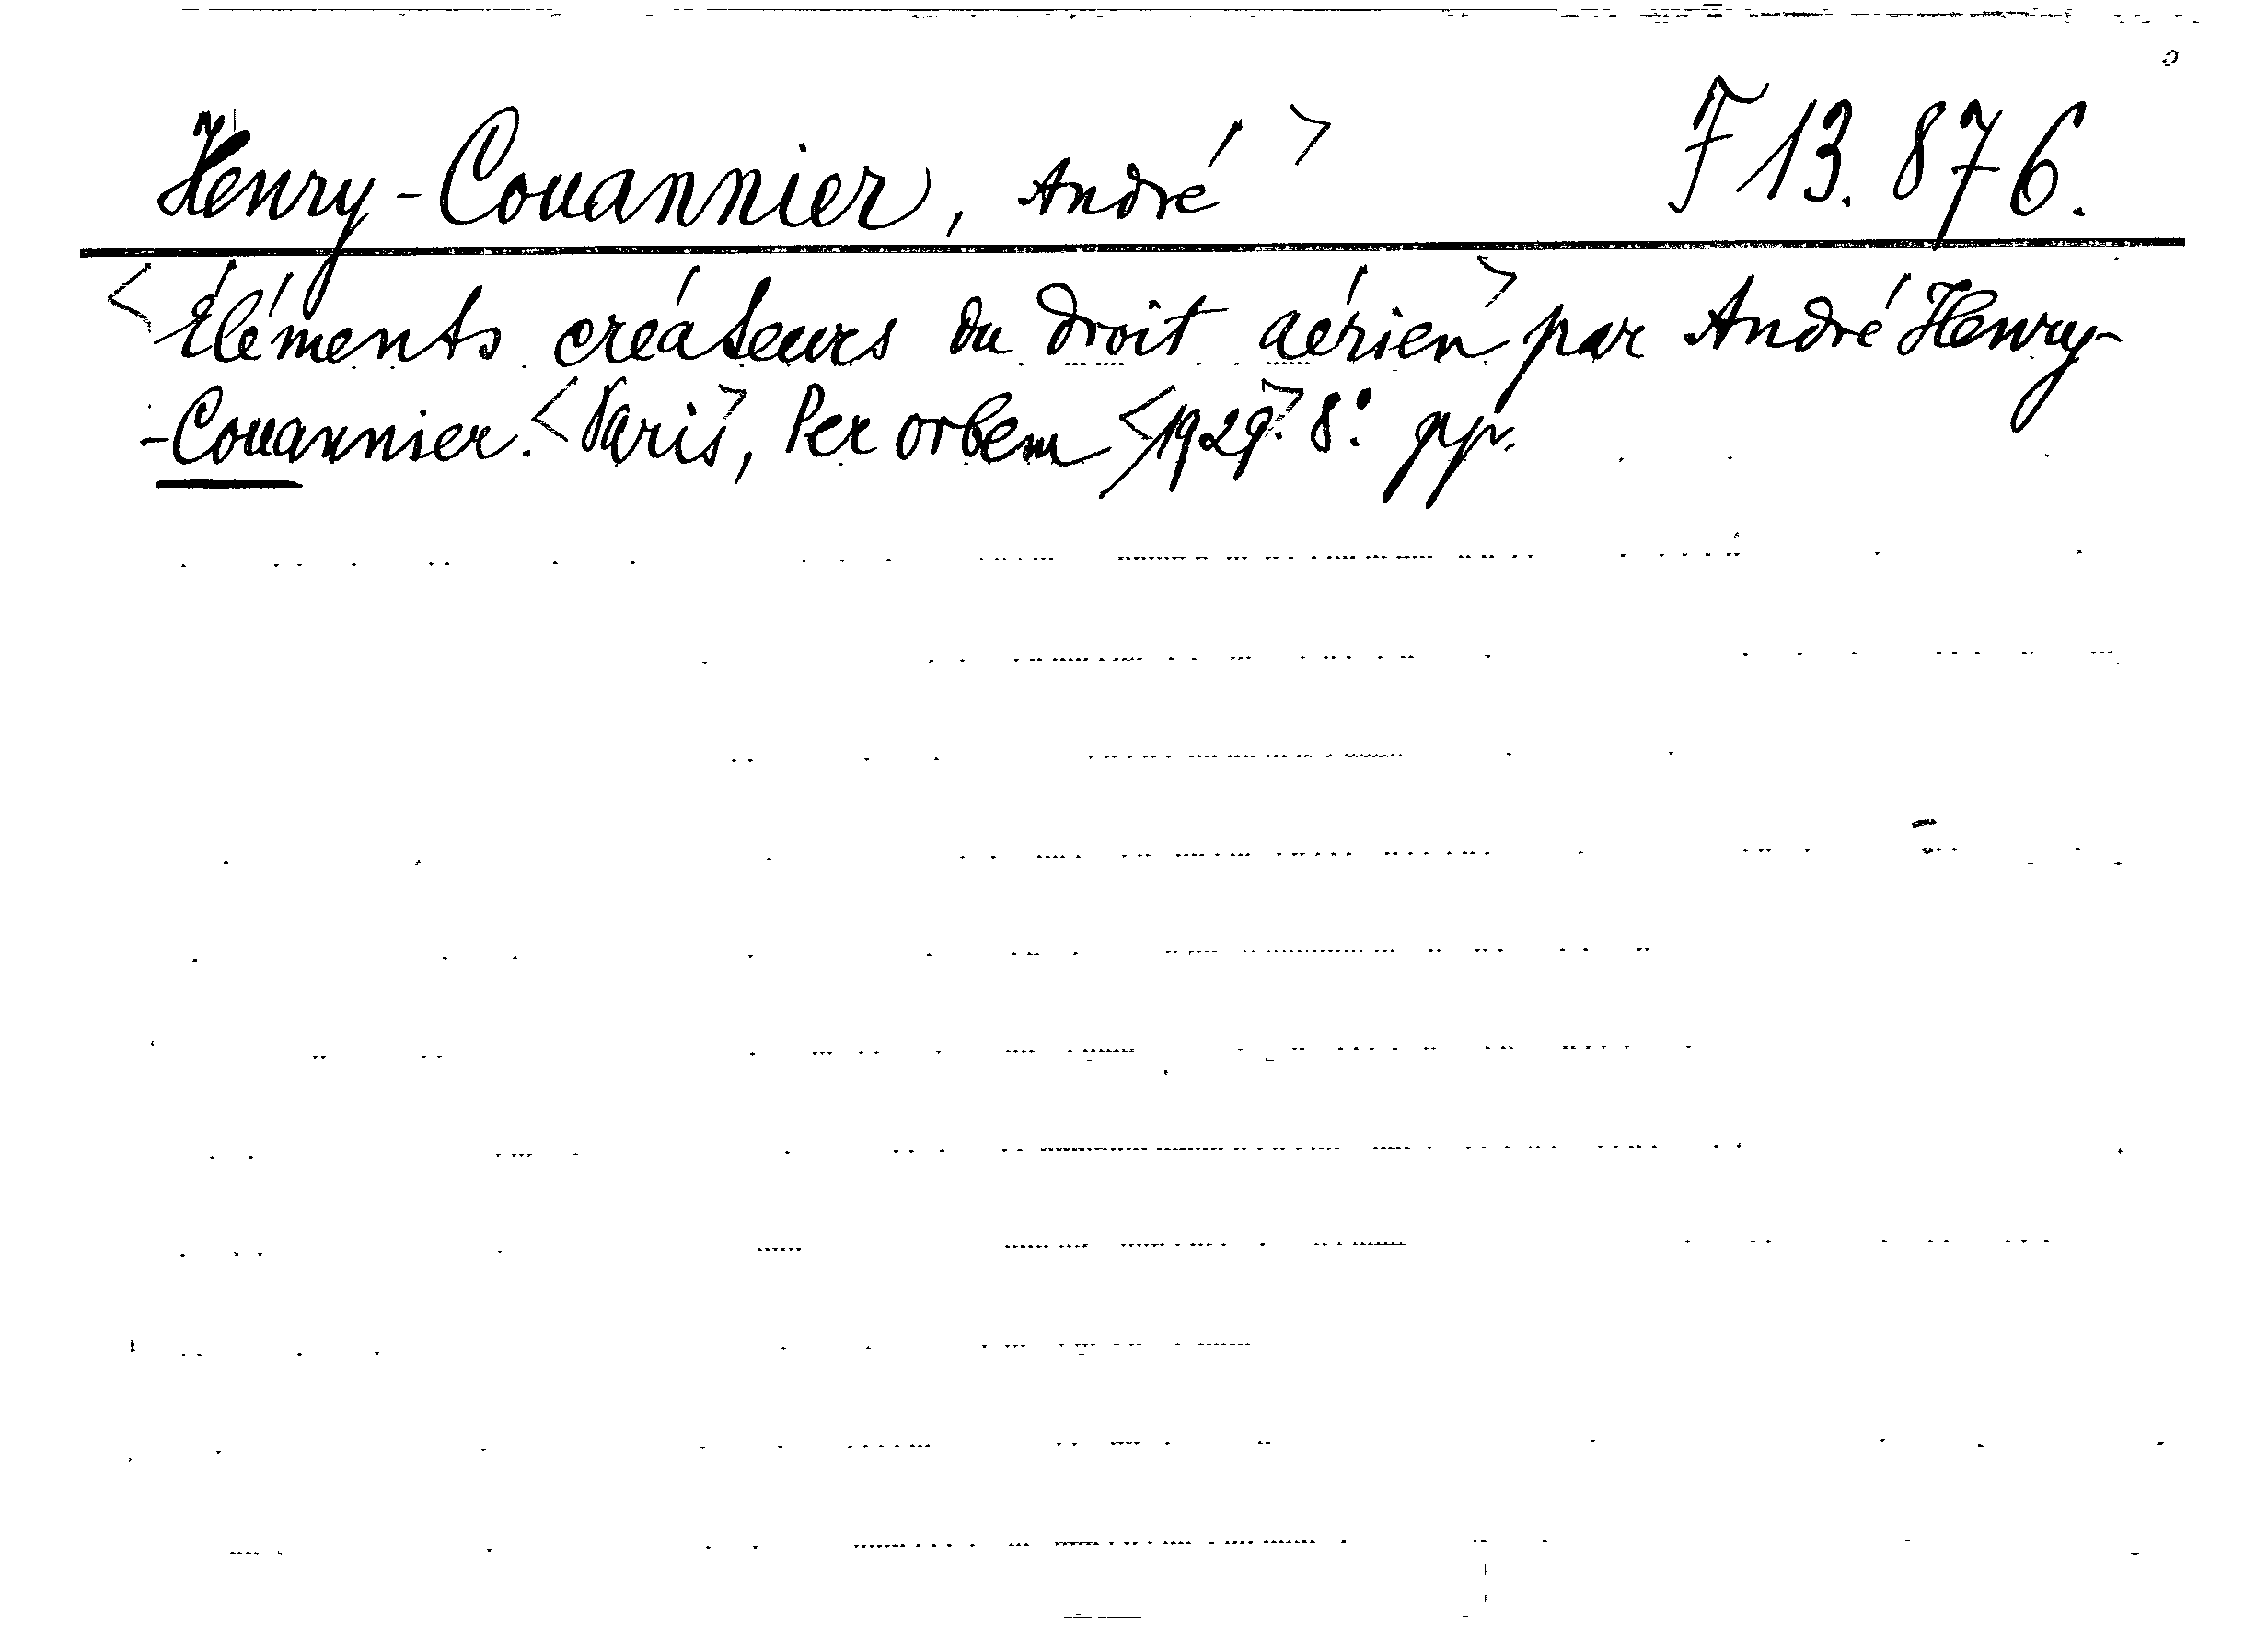 Henry-Couannier, André> F 13.876.
<Éléments créateurs du droit aérien> par André Henry-
-Couannier. <Paris>, Per orbem <1929>. 8° pp.